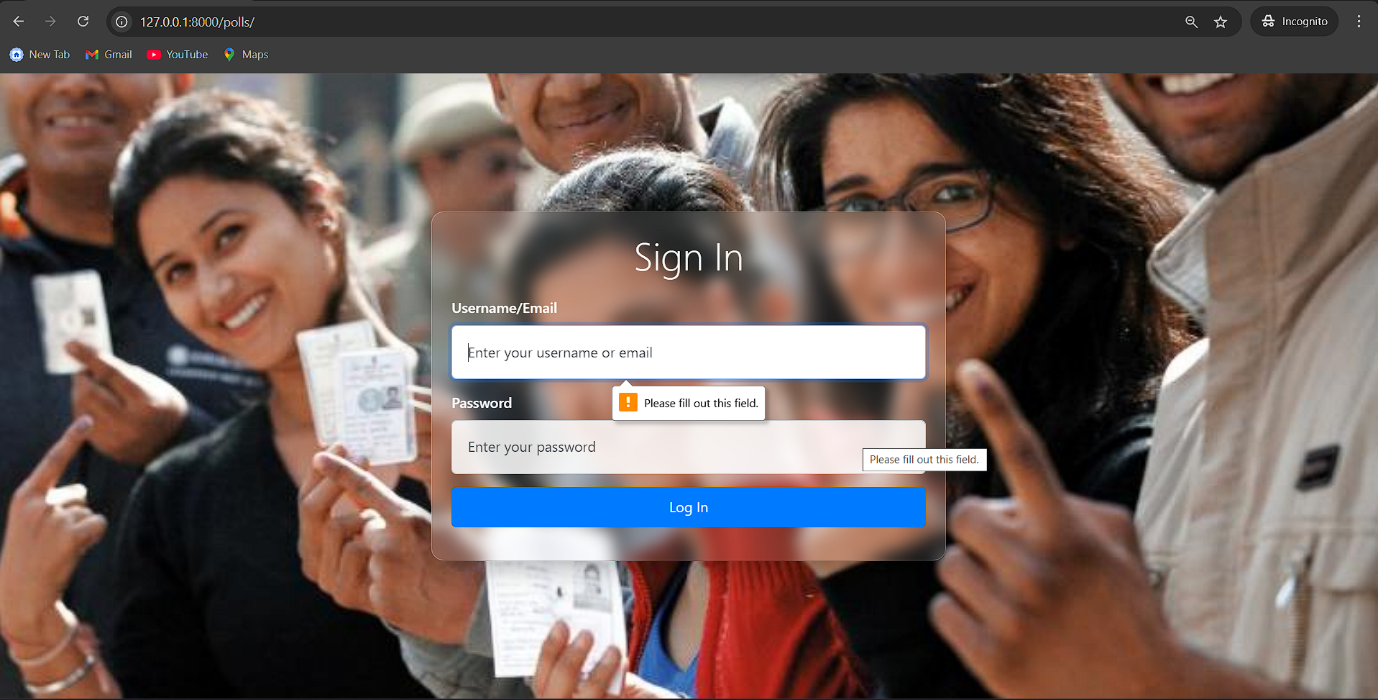 127.0.0.1:8000/polls/
Incognito
New Tab Gmail YouTube Maps
Sign In
Username/Email
Enter your username or email
Please fill out this field.
Password
Enter your password
Please fill out this field.
Log In